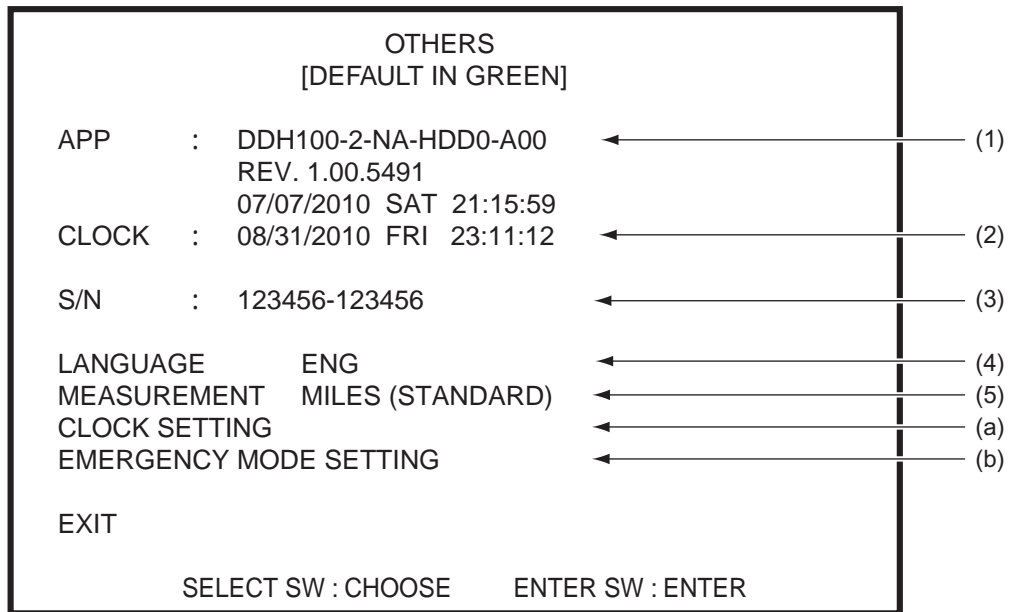 OTHERS
[DEFAULT IN GREEN]
APP : DDH100-2-NA-HDD0-A00 (1)
REV. 1.00.5491
07/07/2010 SAT 21:15:59
CLOCK : 08/31/2010 FRI 23:11:12 (2)
S/N : 123456-123456 (3)
LANGUAGE ENG (4)
MEASUREMENT MILES (STANDARD) (5)
CLOCK SETTING (a)
EMERGENCY MODE SETTING (b)
EXIT
SELECT SW : CHOOSE ENTER SW : ENTER